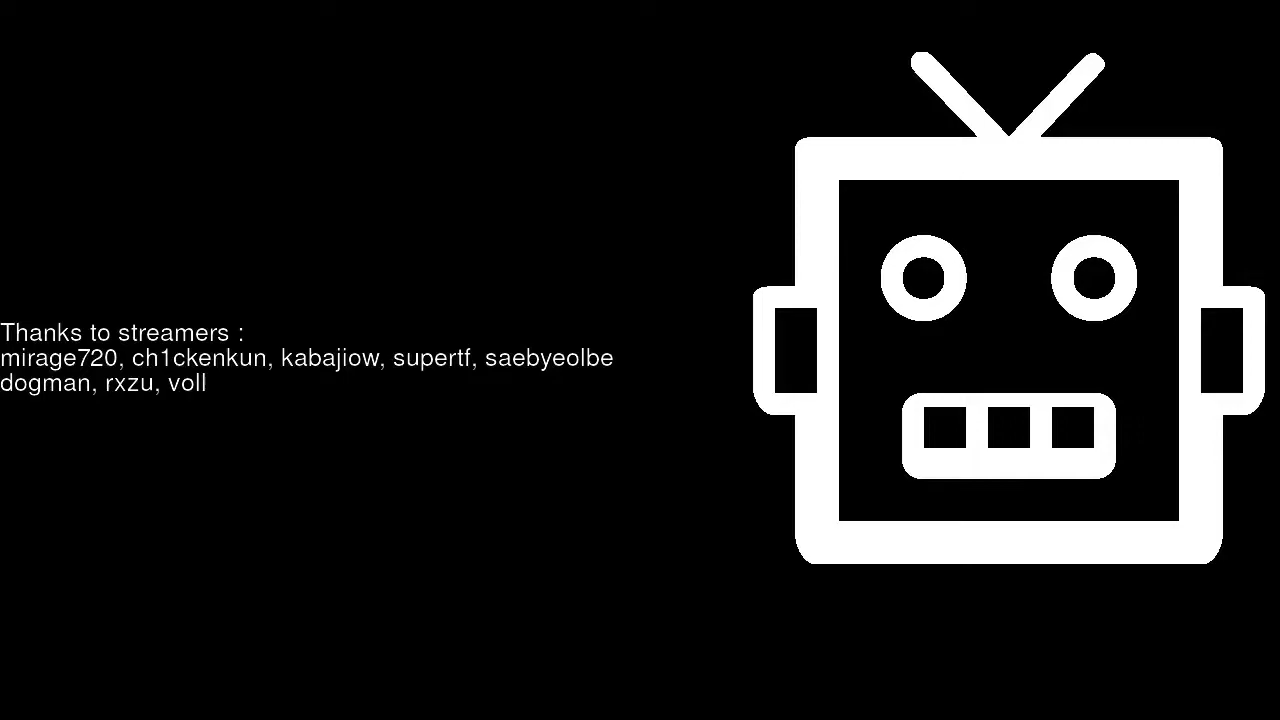 Thanks to streamers :
mirage720, ch1ckenkun, kabajiow, supertf, saebyeolbe
dogman, rxzu, voll